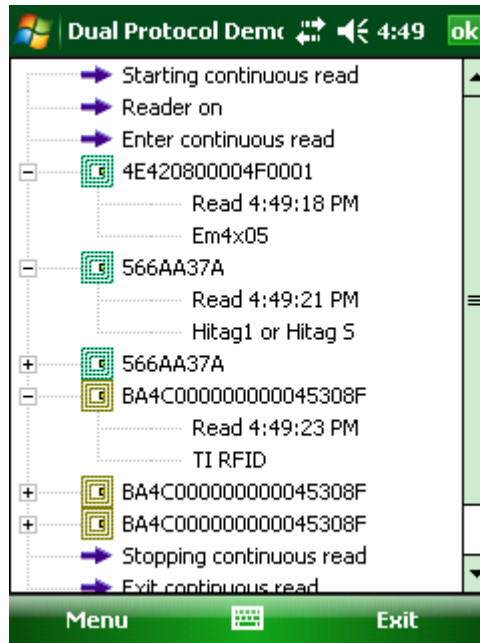 Dual Protocol Demc 4:49 ok
Starting continuous read
Reader on
Enter continuous read
4E420800004F0001
Read 4:49:18 PM
Em4x05
566AA37A
Read 4:49:21 PM
Hitag1 or Hitag S
566AA37A
BA4C000000000045308F
Read 4:49:23 PM
TI RFID
BA4C000000000045308F
BA4C000000000045308F
Stopping continuous read
Exit continuous read
Menu Exit